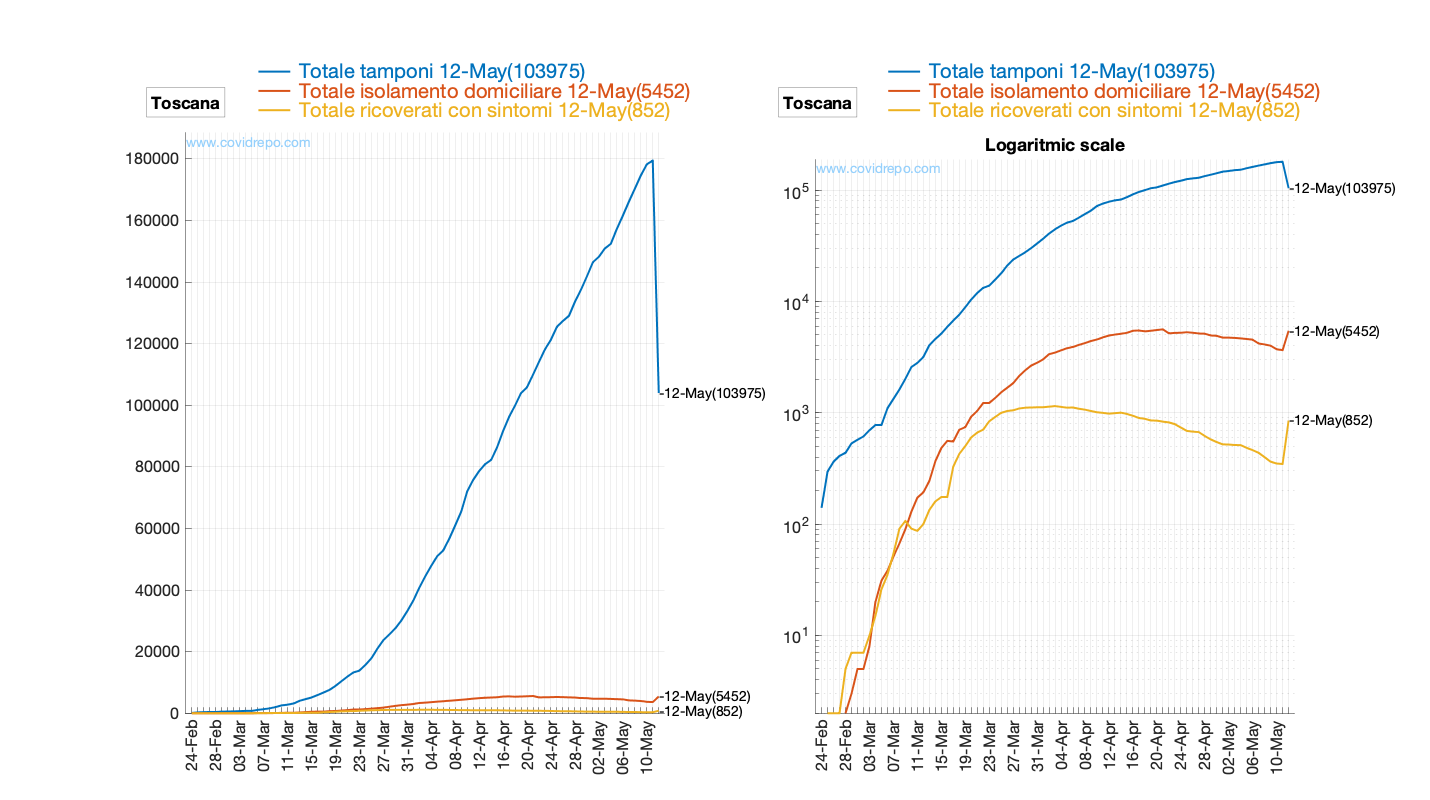 Totale tamponi 12-May(103975)
Totale isolamento domiciliare 12-May(5452)
Totale ricoverati con sintomi 12-May(852)
Toscana
www.covidrepo.com
180000
160000
140000
120000
100000
80000
60000
40000
20000
0
12-May(103975)
12-May(5452)
12-May(852)
24-Feb
28-Feb
03-Mar
07-Mar
11-Mar
15-Mar
19-Mar
23-Mar
27-Mar
31-Mar
04-Apr
08-Apr
12-Apr
16-Apr
20-Apr
24-Apr
28-Apr
02-May
06-May
10-May
Totale tamponi 12-May(103975)
Totale isolamento domiciliare 12-May(5452)
Totale ricoverati con sintomi 12-May(852)
Toscana
Logaritmic scale
www.covidrepo.com
10^5
10^4
10^3
10^2
10^1
12-May(103975)
12-May(5452)
12-May(852)
24-Feb
28-Feb
03-Mar
07-Mar
11-Mar
15-Mar
19-Mar
23-Mar
27-Mar
31-Mar
04-Apr
08-Apr
12-Apr
16-Apr
20-Apr
24-Apr
28-Apr
02-May
06-May
10-May